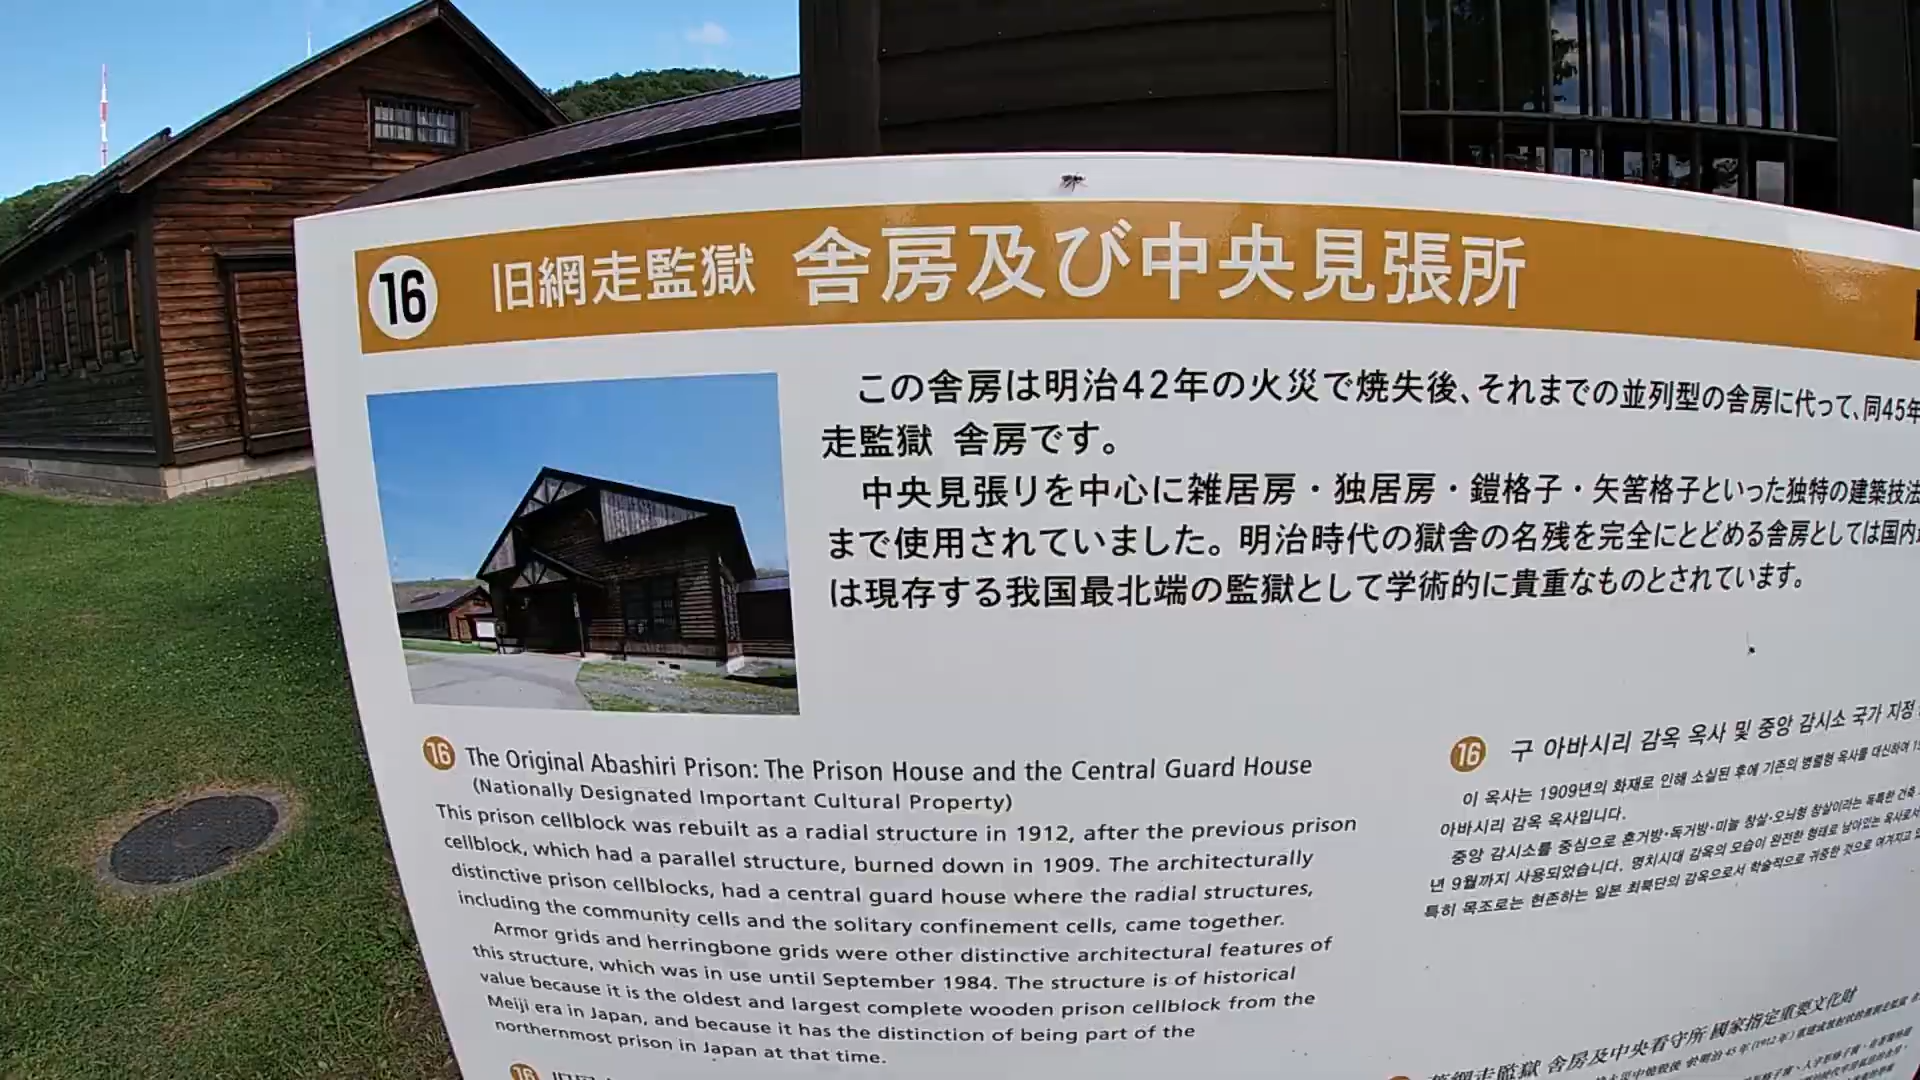 16 旧網走監獄 舎房及び中央見張所
この舎房は明治42年の火災で焼失後、それまでの並列型の舎房に代って、同45年
走監獄 舎房です。
中央見張りを中心に雑居房・独居房・鎧格子・矢筈格子といった独特の建築技法
まで使用されていました。明治時代の獄舎の名残を完全にとどめる舎房としては国内
は現存する我国最北端の監獄として学術的に貴重なものとされています。
16 The Original Abashiri Prison: The Prison House and the Central Guard House
(Nationally Designated Important Cultural Property)
This prison cellblock was rebuilt as a radial structure in 1912, after the previous prison
cellblock, which had a parallel structure, burned down in 1909. The architecturally
distinctive prison cellblocks, had a central guard house where the radial structures,
including the community cells and the solitary confinement cells, came together.
Armor grids and herringbone grids were other distinctive architectural features of
this structure, which was in use until September 1984. The structure is of historical
value because it is the oldest and largest complete wooden prison cellblock from the
Meiji era in Japan, and because it has the distinction of being part of the
northernmost prison in Japan at that time.
16 구 아바시리 감옥 옥사 및 중앙 감시소 국가 지정
이 옥사는 1909년의 화재로 인해 소실된 후에 기존의 병렬형 옥사를 대신하여
아바시리 감옥 옥사입니다.
중앙 감시소를 중심으로 혼거방·독거방·미늘 창살·오늬형 창살이라는 독특한 건축
년 9월까지 사용되었습니다. 명치시대 감옥의 모습이 완전한 형태로 남아있는 옥사로서
특히 목조로는 현존하는 일본 최북단의 감옥으로서 학술적으로 귀중한 것으로 여겨지고
16
網走監獄 舍房及中央看守所 國家指定重要文化財